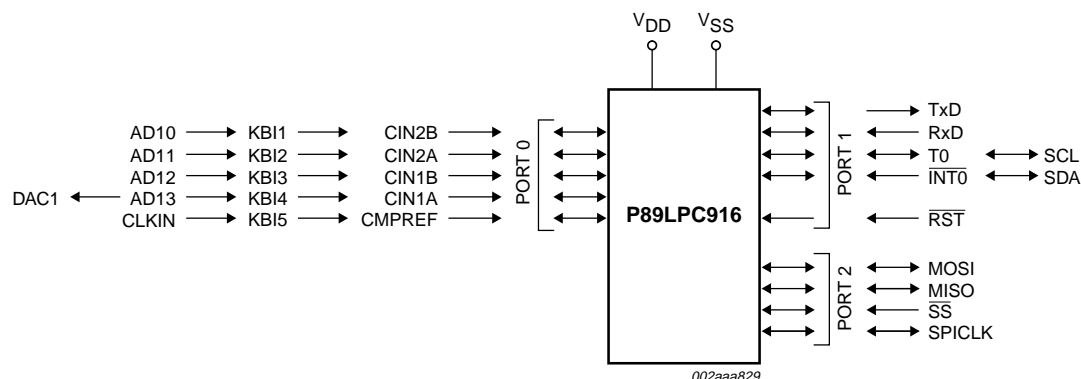 VDD VSS
AD10 KBI1 CIN2B TxD
AD11 KBI2 CIN2A RxD
AD12 KBI3 CIN1B T0 SCL
DAC1 AD13 KBI4 CIN1A INT0 SDA
CLKIN KBI5 CMPREF RST
PORT 0
P89LPC916
PORT 1
MOSI
MISO
SS
SPICLK
PORT 2
002aaa829